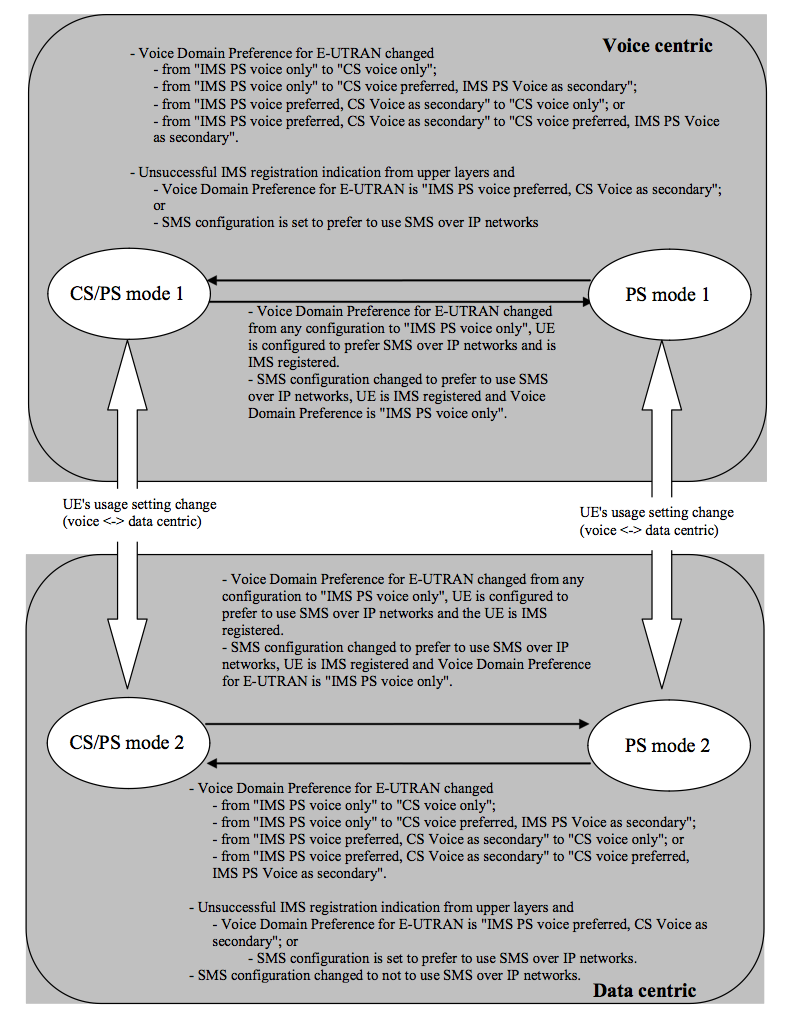 Voice centric
- Voice Domain Preference for E-UTRAN changed
- from "IMS PS voice only" to "CS voice only";
- from "IMS PS voice only" to "CS voice preferred, IMS PS Voice as secondary";
- from "IMS PS voice preferred, CS Voice as secondary" to "CS voice only"; or
- from "IMS PS voice preferred, CS Voice as secondary" to "CS voice preferred, IMS PS Voice
as secondary".
- Unsuccessful IMS registration indication from upper layers and
- Voice Domain Preference for E-UTRAN is "IMS PS voice preferred, CS Voice as secondary";
or
- SMS configuration is set to prefer to use SMS over IP networks
CS/PS mode 1
PS mode 1
- Voice Domain Preference for E-UTRAN changed
from any configuration to "IMS PS voice only", UE
is configured to prefer SMS over IP networks and is
IMS registered.
- SMS configuration changed to prefer to use SMS
over IP networks, UE is IMS registered and Voice
Domain Preference is "IMS PS voice only".
UE's usage setting change
(voice <-> data centric)
UE's usage setting change
(voice <-> data centric)
- Voice Domain Preference for E-UTRAN changed from any
configuration to "IMS PS voice only", UE is configured to
prefer to use SMS over IP networks and the UE is IMS
registered.
- SMS configuration changed to prefer to use SMS over IP
networks, UE is IMS registered and Voice Domain Preference
for E-UTRAN is "IMS PS voice only".
CS/PS mode 2
PS mode 2
- Voice Domain Preference for E-UTRAN changed
- from "IMS PS voice only" to "CS voice only";
- from "IMS PS voice only" to "CS voice preferred, IMS PS Voice as secondary";
- from "IMS PS voice preferred, CS Voice as secondary" to "CS voice only"; or
- from "IMS PS voice preferred, CS Voice as secondary" to "CS voice preferred,
IMS PS Voice as secondary".
- Unsuccessful IMS registration indication from upper layers and
- Voice Domain Preference for E-UTRAN is "IMS PS voice preferred, CS Voice as
secondary"; or
- SMS configuration is set to prefer to use SMS over IP networks.
- SMS configuration changed to not to use SMS over IP networks.
Data centric